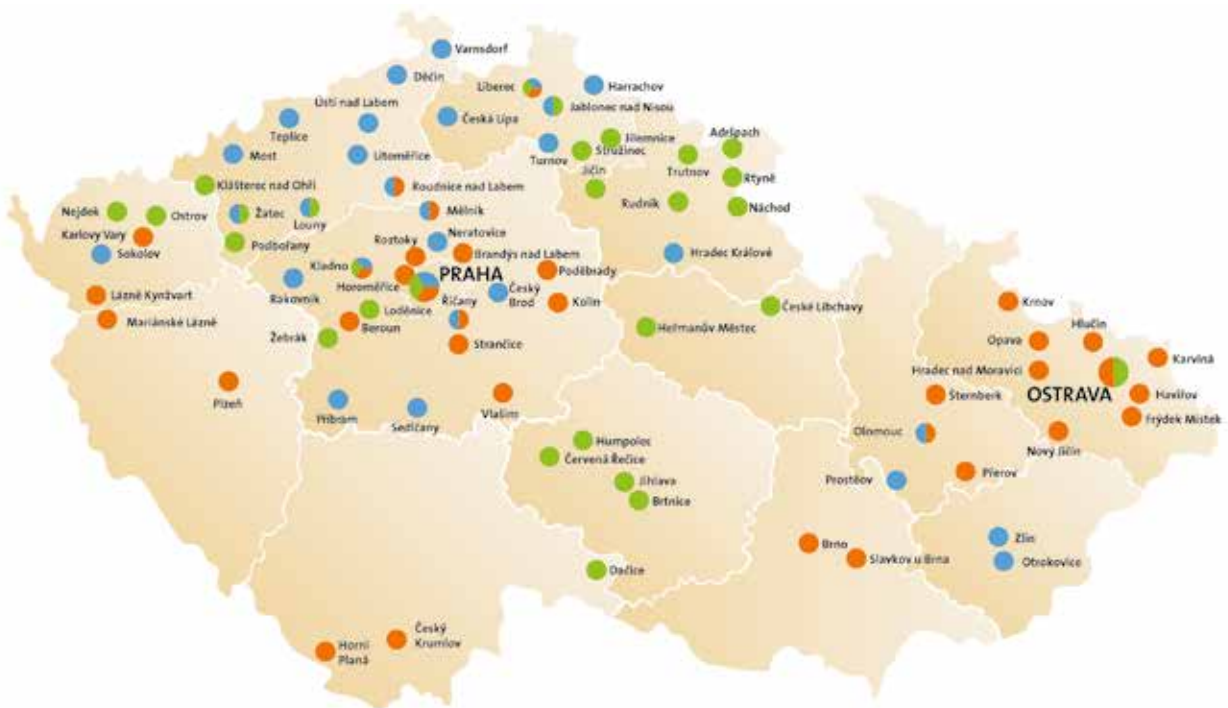 Varnsdorf
Děčín
Liberec
Harrachov
Ústí nad Labem
Jablonec nad Nisou
Teplice
Česká Lípa
Jilemnice
Adelpach
Most
Litoměřice
Turnov
Stružinec
Jičín
Trutnov
Rtyně
Klášterec nad Ohří
Roudnice nad Labem
Rudník
Náchod
Nejdek
Ostrov
Žatec
Louny
Mělník
Karlovy Vary
Podbořany
Roztoky
Neratovice
Brandýs nad Labem
Hradec Králové
Sokolov
Kladno
PRAHA
Poděbrady
Rakovník
Horoměřice
Český
Brod
Lázně Kynžvart
Loděnice
Říčany
Kolín
České Libchavy
Krnov
Mariánské Lázně
Beroun
Heřmanův Městec
Hlučín
Žebrák
Strančice
Opava
Karviná
Hradec nad Moravicí
Plzeň
Vlašim
Šternberk
OSTRAVA
Havířov
Příbram
Sedlčany
Frýdek Místek
Olomouc
Humpolec
Nový Jičín
Červená Řečice
Přerov
Jihlava
Prostěov
Brtnice
Zlín
Brno
Slavkov u Brna
Otrokovice
Dačice
Český
Krumlov
Horní
Planá